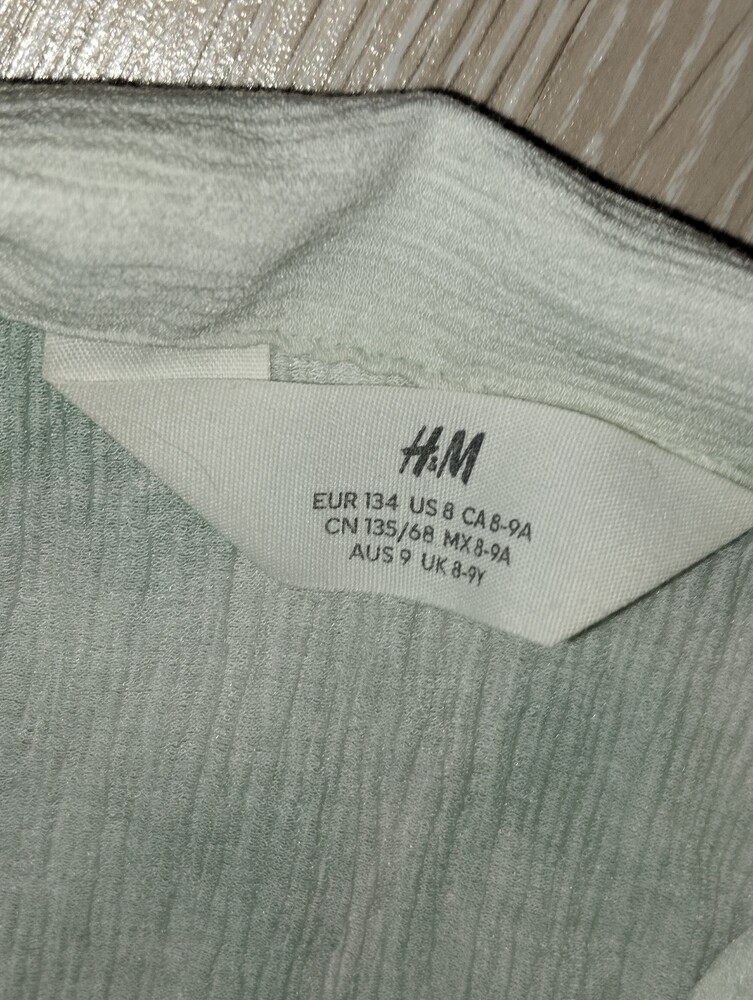 H&M
EUR 134 US 8 CA 8-9A
CN 135/68 MX 8-9A
AUS 9 UK 8-9Y